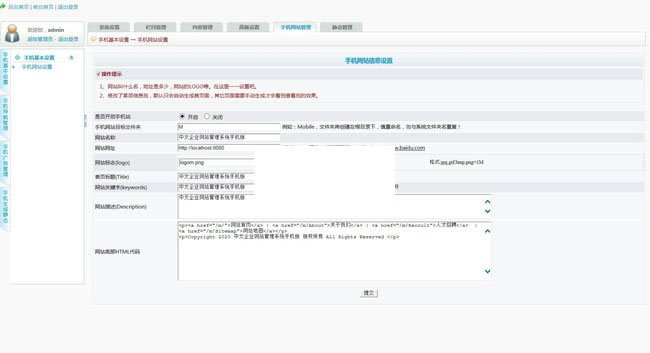 后台首页 | 前台首页 | 退出登录
欢迎您，admin
超级管理员 - 退出登录
系统设置 栏目管理 内容管理 高级设置 手机网站管理 静态管理
手机基本设置 → 手机网站设置
手机基本设置
手机网站设置
手机基本设置
手机导航管理
手机广告管理
手机生成静态
手机网站信息设置
操作提示
1、网站叫什么名，地址是多少，网站的LOGO等。在这里一一设置吧。
2、修改了某项信息后，默认只会自动生成首页面，其它页面需要手动生成才会看到查看后的效果。
是否开启手机站 开启 关闭
手机网站目标文件夹 M 例如：Mobile，文件夹将创建在根目录下，慎重命名，勿与系统文件夹名重复！
网站名称 中文企业网站管理系统手机版
网站网址 Http://localhost:8080 w.baidu.com
网站标志(logo) logom.png 格式:jpg,gif,bmp,png=1M
首页标题(Title) 中文企业网站管理系统手机版
网站关键字(keywords) 中文企业网站管理系统手机版 开
网站描述(Description) 中文企业网站管理系统手机版
网站底部HTML代码
<p><a href="/m/">网站首页</a> | <a href="/m/About">关于我们</a> | <a href="/m/Recruit">人才招聘</a> |
<a href="/m/Sitemap">网站地图</a></p>
<p>Copyright 2020 中文企业网站管理系统手机版 版权所有 All Rights Reserved </p>
提交